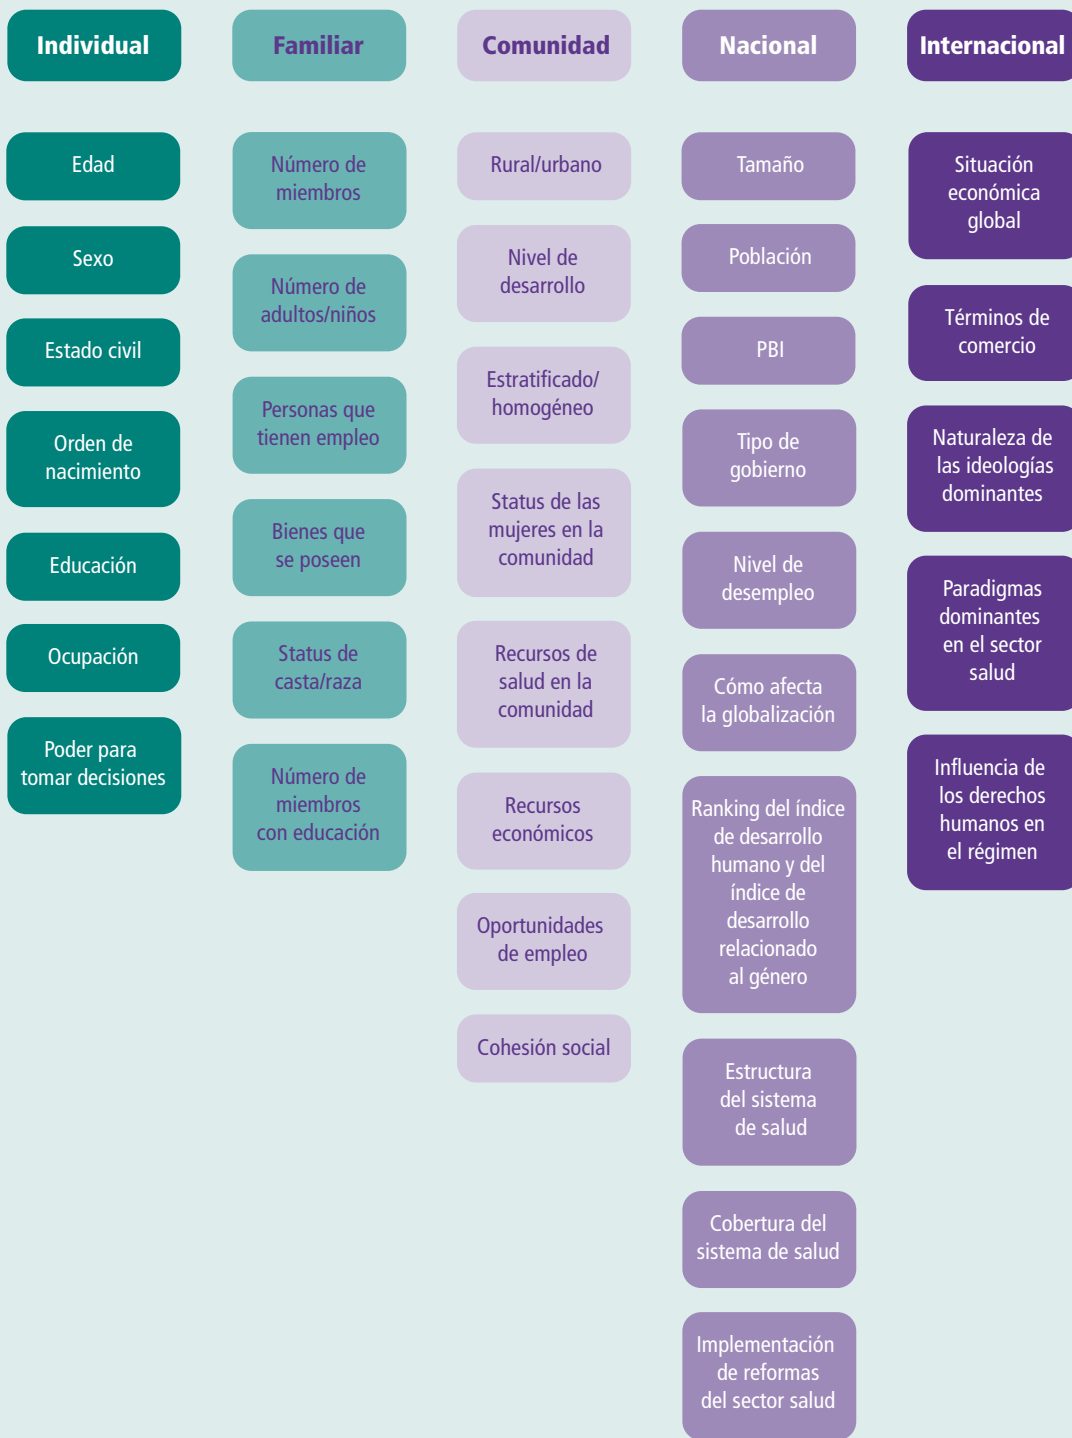 Individual
Edad
Sexo
Estado civil
Orden de
nacimiento
Educación
Ocupación
Poder para
tomar decisiones
Familiar
Número de
miembros
Número de
adultos/niños
Personas que
tienen empleo
Bienes que
se poseen
Status de
casta/raza
Número de
miembros
con educación
Comunidad
Rural/urbano
Nivel de
desarrollo
Estratificado/
homogéneo
Status de las
mujeres en la
comunidad
Recursos de
salud en la
comunidad
Recursos
económicos
Oportunidades
de empleo
Cohesión social
Nacional
Tamaño
Población
PBI
Tipo de
gobierno
Nivel de
desempleo
Cómo afecta
la globalización
Ranking del índice
de desarrollo
humano y del
índice de
desarrollo
relacionado
al género
Estructura
del sistema
de salud
Cobertura del
sistema de salud
Implementación
de reformas
del sector salud
Internacional
Situación
económica
global
Términos de
comercio
Naturaleza de
las ideologías
dominantes
Paradigmas
dominantes
en el sector
salud
Influencia de
los derechos
humanos en
el régimen